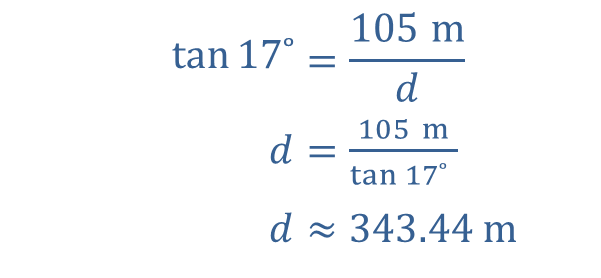 tan 17° = 105 m / d
d = 105 m / tan 17°
d ≈ 343.44 m